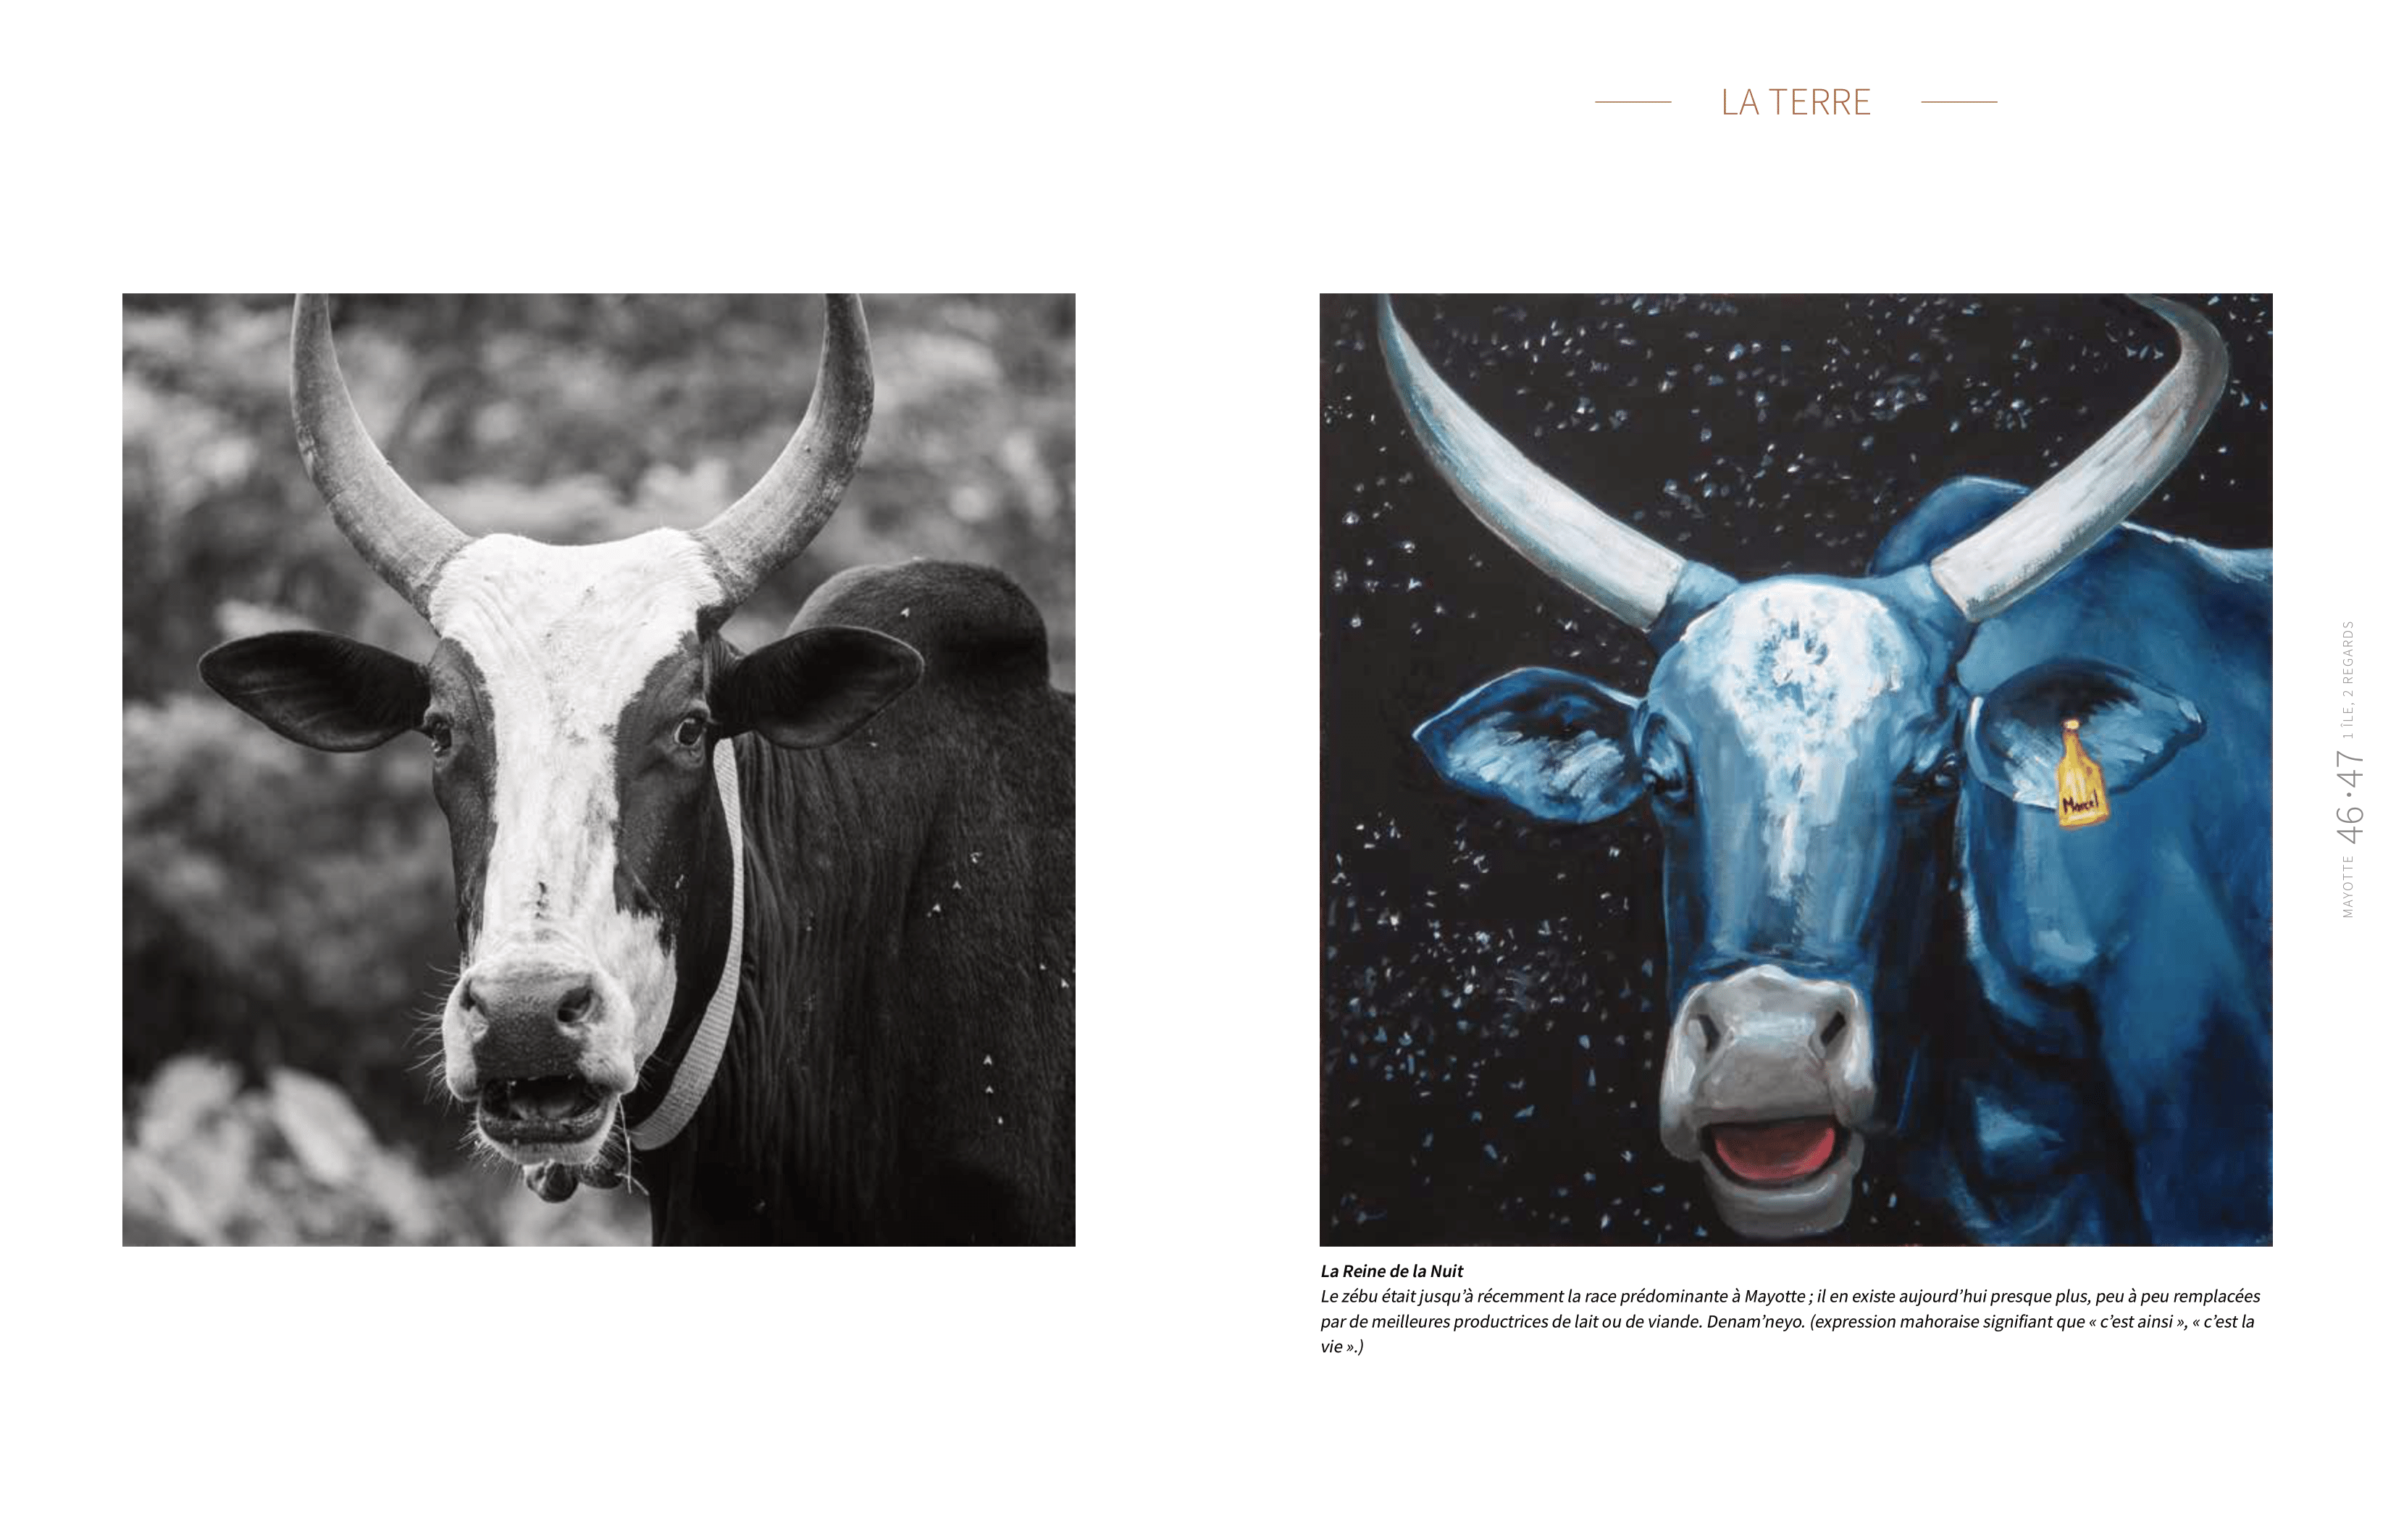 LA TERRE
Marcel
La Reine de la Nuit
Le zébu était jusqu’à récemment la race prédominante à Mayotte ; il en existe aujourd’hui presque plus, peu à peu remplacées
par de meilleures productrices de lait ou de viande. Denam’neyo. (expression mahoraise signifiant que « c’est ainsi », « c’est la
vie ».)
MAYOTTE 46•47 1 ÎLE, 2 REGARDS